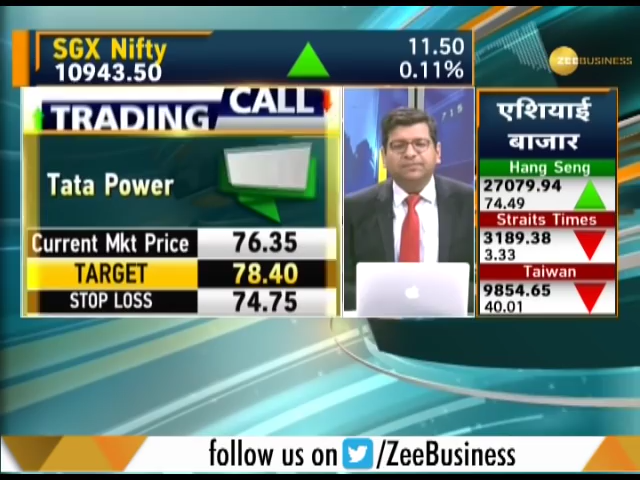 SGX Nifty
10943.50
11.50
0.11%
ZEEBUSINESS
TRADING CALL
Tata Power
Current Mkt Price 76.35
TARGET 78.40
STOP LOSS 74.75
715
एशियाई
बाजार
Hang Seng
27079.94
74.49
Straits Times
3189.38
3.33
Taiwan
9854.65
40.01
follow us on /ZeeBusiness